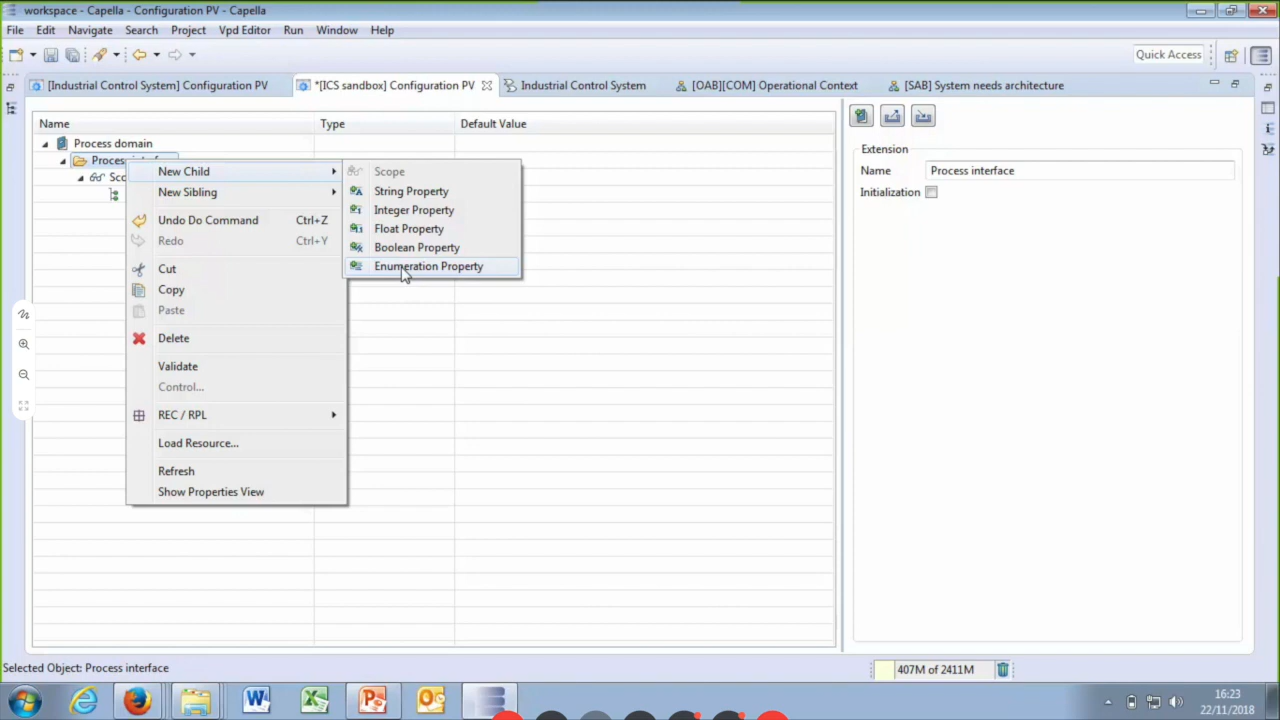 workspace - Capella - Configuration PV - Capella
File Edit Navigate Search Project Vpd Editor Run Window Help
Quick Access
[Industrial Control System] Configuration PV *[ICS sandbox] Configuration PV Industrial Control System [OAB][COM] Operational Context [SAB] System needs architecture
Name Type Default Value
Process domain
New Child
New Sibling
Undo Do Command Ctrl+Z
Redo Ctrl+Y
Cut
Copy
Paste
Delete
Validate
Control...
REC / RPL
Load Resource...
Refresh
Show Properties View
Scope
String Property
Integer Property
Float Property
Boolean Property
Enumeration Property
Extension
Name Process interface
Initialization
Selected Object: Process interface
407M of 2411M
16:23
22/11/2018